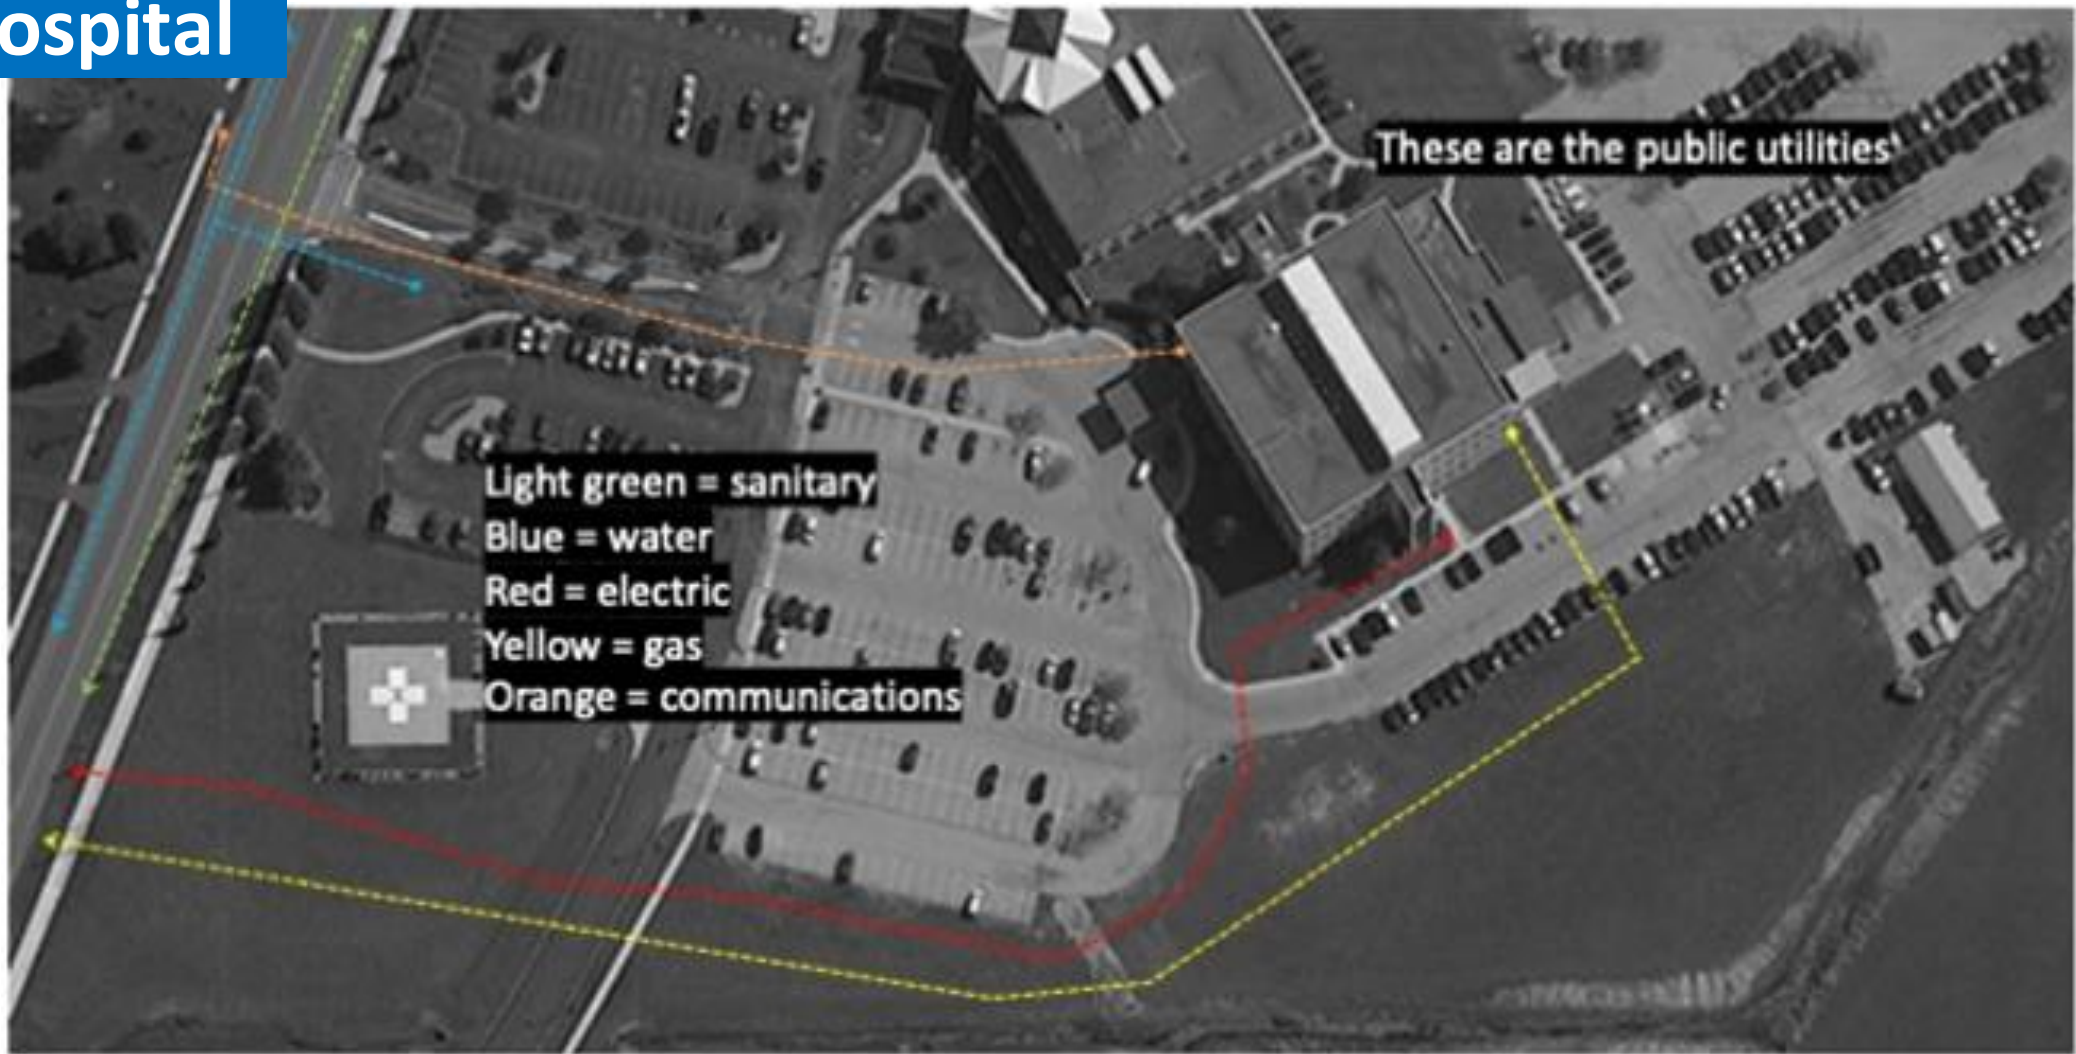 ospital
These are the public utilities
Light green = sanitary
Blue = water
Red = electric
Yellow = gas
Orange = communications